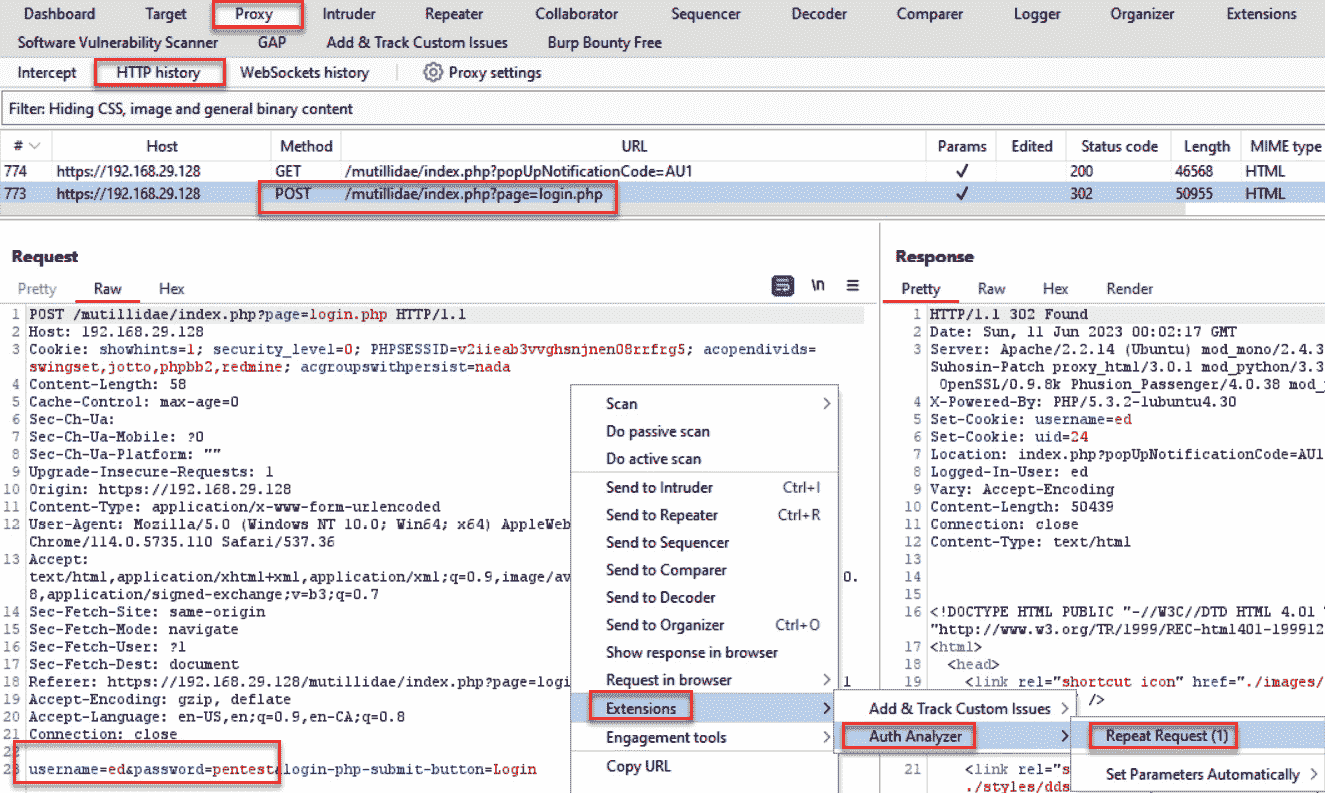 Dashboard Target Proxy Intruder Repeater Collaborator Sequencer Decoder Comparer Logger Organizer Extensions
Software Vulnerability Scanner GAP Add & Track Custom Issues Burp Bounty Free
Intercept HTTP history WebSockets history Proxy settings
Filter: Hiding CSS, image and general binary content
# Host Method URL Params Edited Status code Length MIME type
774 https://192.168.29.128 GET /mutillidae/index.php?popUpNotificationCode=AU1 ✓ 200 46568 HTML
773 https://192.168.29.128 POST /mutillidae/index.php?page=login.php ✓ 302 50955 HTML
Request
Pretty Raw Hex \n
1 POST /mutillidae/index.php?page=login.php HTTP/1.1
2 Host: 192.168.29.128
3 Cookie: showhints=1; security_level=0; PHPSESSID=v2iieab3vvghsnjnen08rrfrg5; acopendivids=
swingset,jotto,phpbb2,redmine; acgroupswithpersist=nada
4 Content-Length: 58
5 Cache-Control: max-age=0
6 Sec-Ch-Ua:
7 Sec-Ch-Ua-Mobile: ?0
8 Sec-Ch-Ua-Platform: ""
9 Upgrade-Insecure-Requests: 1
10 Origin: https://192.168.29.128
11 Content-Type: application/x-www-form-urlencoded
12 User-Agent: Mozilla/5.0 (Windows NT 10.0; Win64; x64) AppleWeb
Chrome/114.0.5735.110 Safari/537.36
13 Accept:
text/html,application/xhtml+xml,application/xml;q=0.9,image/av 0.
8,application/signed-exchange;v=b3;q=0.7
14 Sec-Fetch-Site: same-origin
15 Sec-Fetch-Mode: navigate
16 Sec-Fetch-User: ?1
17 Sec-Fetch-Dest: document
18 Referer: https://192.168.29.128/mutillidae/index.php?page=logi 1
19 Accept-Encoding: gzip, deflate
20 Accept-Language: en-US,en;q=0.9,en-CA;q=0.8
21 Connection: close
22
23 username=ed&password=pentest&login-php-submit-button=Login
Scan
Do passive scan
Do active scan
Send to Intruder Ctrl+I
Send to Repeater Ctrl+R
Send to Sequencer
Send to Comparer
Send to Decoder
Send to Organizer Ctrl+O
Show response in browser
Request in browser
Extensions
Engagement tools
Copy URL
Add & Track Custom Issues
Auth Analyzer
Repeat Request (1)
Set Parameters Automatically
Response
Pretty Raw Hex Render
1 HTTP/1.1 302 Found
2 Date: Sun, 11 Jun 2023 00:02:17 GMT
3 Server: Apache/2.2.14 (Ubuntu) mod_mono/2.4.3
Suhosin-Patch proxy_html/3.0.1 mod_python/3.3
OpenSSL/0.9.8k Phusion_Passenger/4.0.38 mod_
4 X-Powered-By: PHP/5.3.2-1ubuntu4.30
5 Set-Cookie: username=ed
6 Set-Cookie: uid=24
7 Location: index.php?popUpNotificationCode=AU1
8 Logged-In-User: ed
9 Vary: Accept-Encoding
10 Content-Length: 50439
11 Connection: close
12 Content-Type: text/html
13
14
15
16 <!DOCTYPE HTML PUBLIC "-//W3C//DTD HTML 4.01
"http://www.w3.org/TR/1999/REC-html401-199912
17 <html>
18 <head>
19 <link rel="shortcut icon" href="./images/
/>
21 <link rel="s
./styles/dds